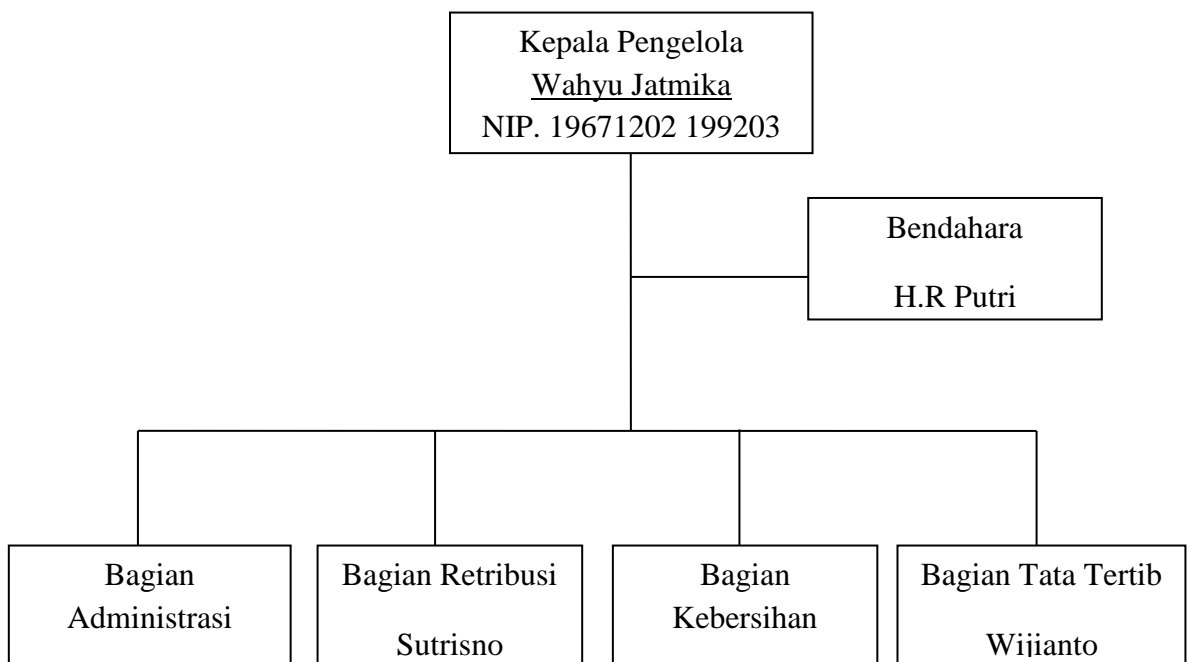 Kepala Pengelola
Wahyu Jatmika
NIP. 19671202 199203
Bendahara
H.R Putri
Bagian
Administrasi
Bagian Retribusi
Sutrisno
Bagian
Kebersihan
Bagian Tata Tertib
Wijianto